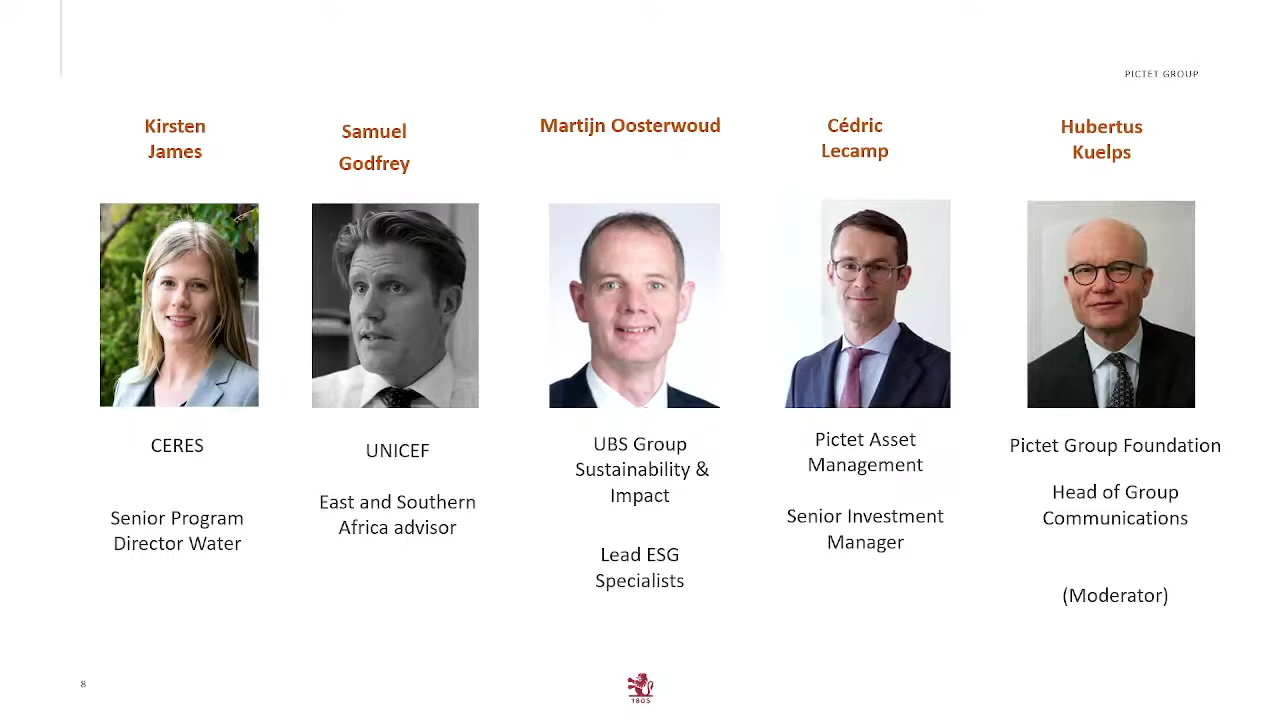 PICTET GROUP
Kirsten
James
Samuel
Godfrey
Martijn Oosterwoud
Cédric
Lecamp
Hubertus
Kuelps
CERES
Senior Program
Director Water
UNICEF
East and Southern
Africa advisor
UBS Group
Sustainability &
Impact
Lead ESG
Specialists
Pictet Asset
Management
Senior Investment
Manager
Pictet Group Foundation
Head of Group
Communications
(Moderator)
8
1805